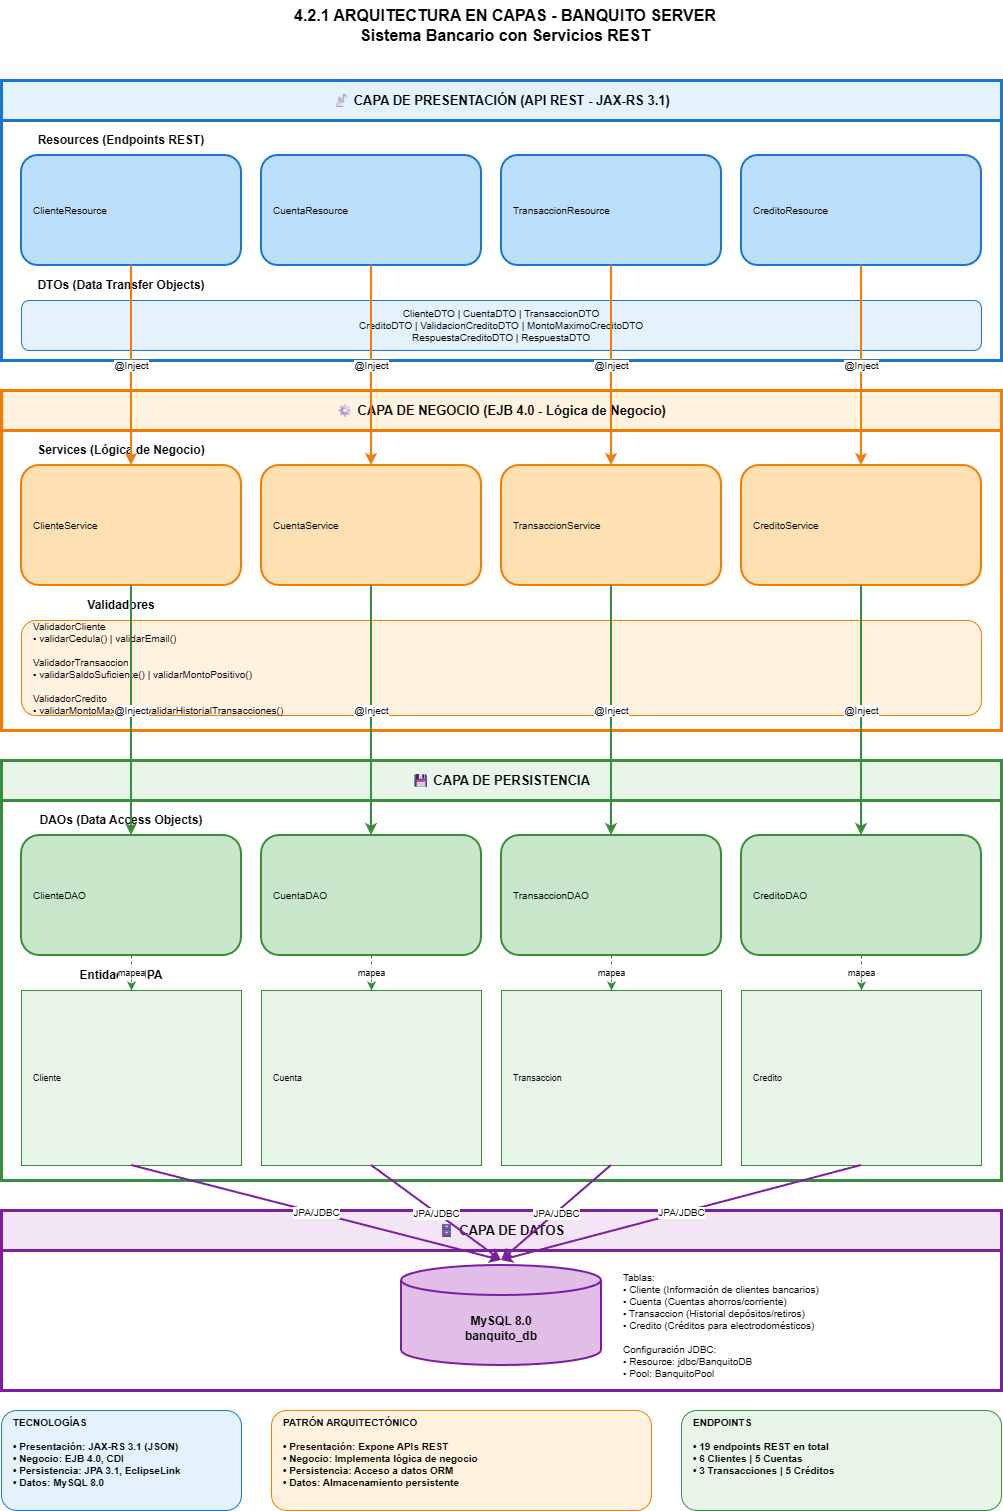 4.2.1 ARQUITECTURA EN CAPAS - BANQUITO SERVER
Sistema Bancario con Servicios REST
CAPA DE PRESENTACIÓN (API REST - JAX-RS 3.1)
Resources (Endpoints REST)
ClienteResource
CuentaResource
TransaccionResource
CreditoResource
DTOs (Data Transfer Objects)
ClienteDTO | CuentaDTO | TransaccionDTO
CreditoDTO | ValidacionCreditoDTO | MontoMaximoCreditoDTO
RespuestaCreditoDTO | RespuestaDTO
@Inject
@Inject
@Inject
@Inject
CAPA DE NEGOCIO (EJB 4.0 - Lógica de Negocio)
Services (Lógica de Negocio)
ClienteService
CuentaService
TransaccionService
CreditoService
Validadores
ValidadorCliente
• validarCedula() | validarEmail()
ValidadorTransaccion
• validarSaldoSuficiente() | validarMontoPositivo()
ValidadorCredito
• validarMontoMax validarHistorialTransacciones()
@Inject
@Inject
@Inject
@Inject
CAPA DE PERSISTENCIA
DAOs (Data Access Objects)
ClienteDAO
CuentaDAO
TransaccionDAO
CreditoDAO
Entidades JPA
mapea
mapea
mapea
mapea
Cliente
Cuenta
Transaccion
Credito
JPA/JDBC
JPA/JDBC
JPA/JDBC
JPA/JDBC
CAPA DE DATOS
MySQL 8.0
banquito_db
Tablas:
• Cliente (Información de clientes bancarios)
• Cuenta (Cuentas ahorros/corriente)
• Transaccion (Historial depósitos/retiros)
• Credito (Créditos para electrodomésticos)
Configuración JDBC:
• Resource: jdbc/BanquitoDB
• Pool: BanquitoPool
TECNOLOGÍAS
• Presentación: JAX-RS 3.1 (JSON)
• Negocio: EJB 4.0, CDI
• Persistencia: JPA 3.1, EclipseLink
• Datos: MySQL 8.0
PATRÓN ARQUITECTÓNICO
• Presentación: Expone APIs REST
• Negocio: Implementa lógica de negocio
• Persistencia: Acceso a datos ORM
• Datos: Almacenamiento persistente
ENDPOINTS
• 19 endpoints REST en total
• 6 Clientes | 5 Cuentas
• 3 Transacciones | 5 Créditos